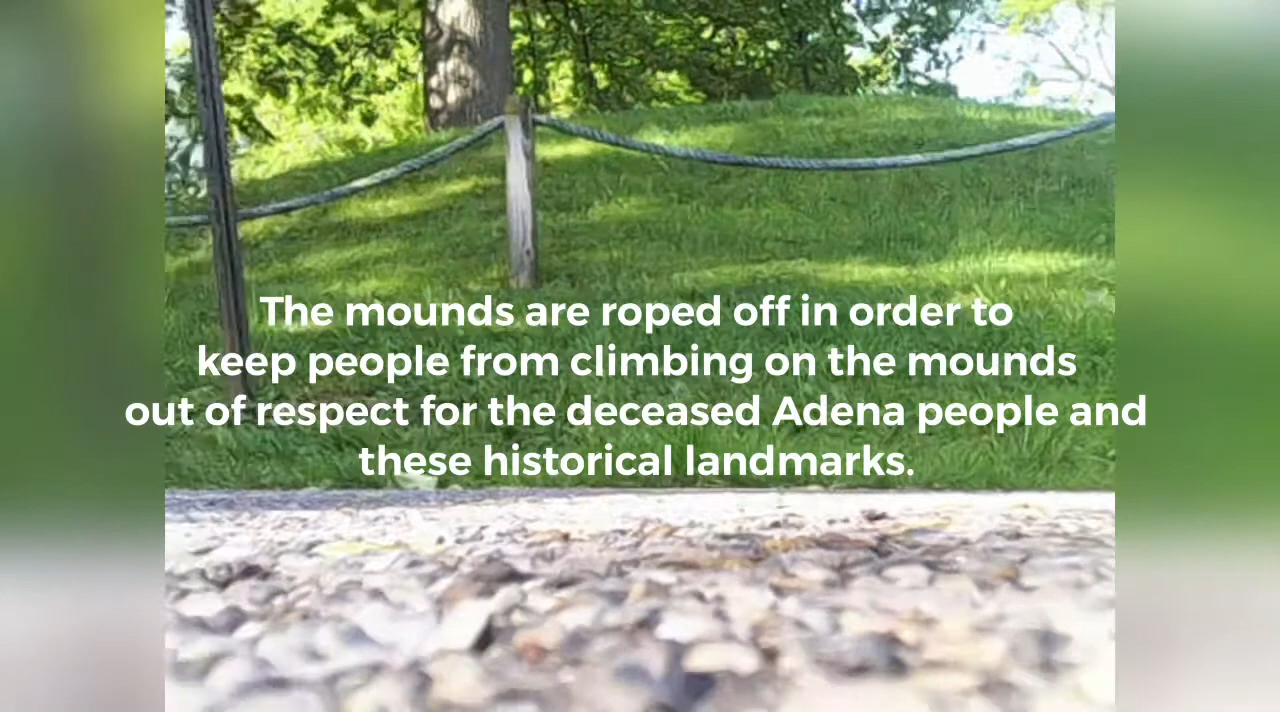 The mounds are roped off in order to
keep people from climbing on the mounds
out of respect for the deceased Adena people and
these historical landmarks.